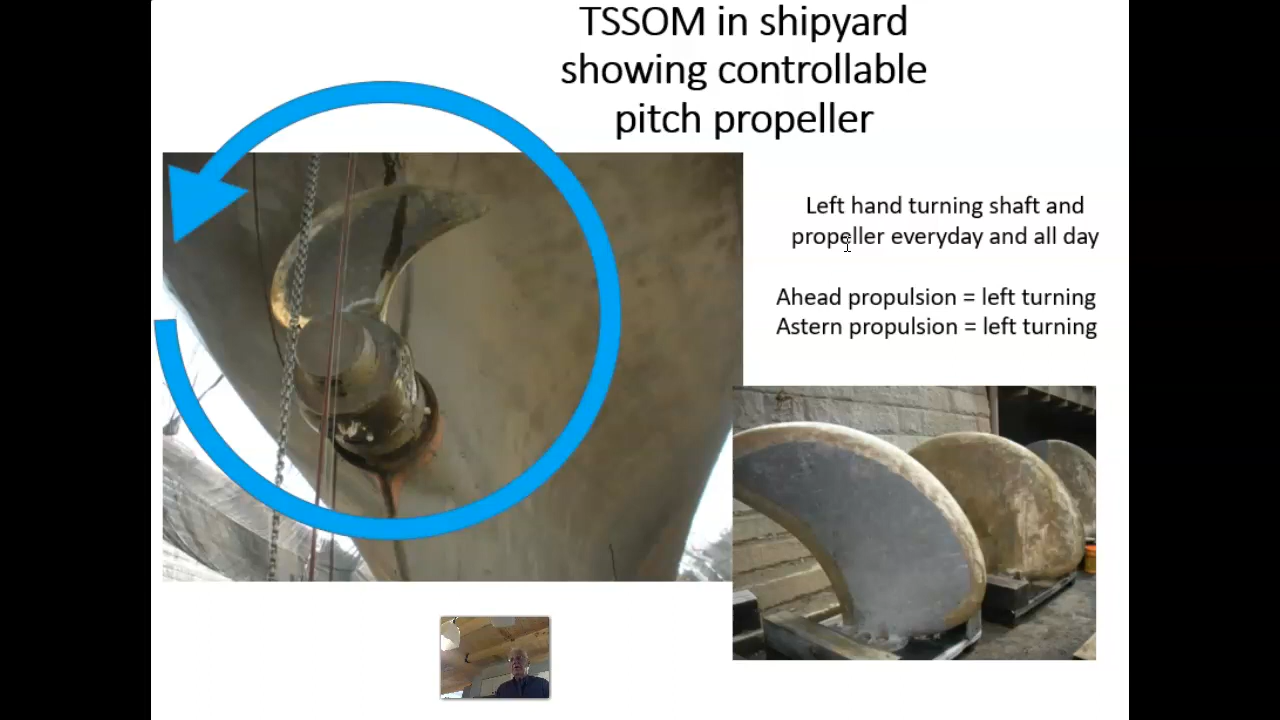 TSSOM in shipyard
showing controllable
pitch propeller
Left hand turning shaft and
propeller everyday and all day
Ahead propulsion = left turning
Astern propulsion = left turning